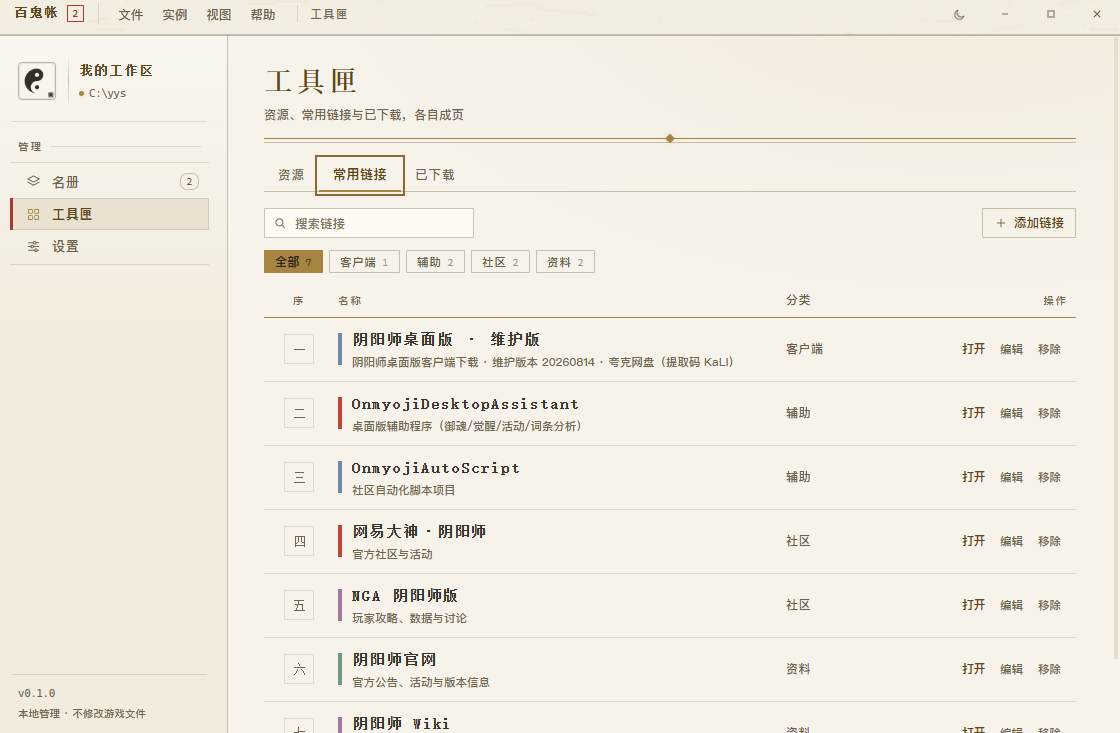 百鬼帐 2 文件 实例 视图 帮助 工具匣
我的工作区
C:\yys
管理
名册 2
工具匣
设置
v0.1.0
本地管理 · 不修改游戏文件
工具匣
资源、常用链接与已下载，各自成页
资源 常用链接 已下载
搜索链接 添加链接
全部 7 客户端 1 辅助 2 社区 2 资料 2
序 名称 分类 操作
一 阴阳师桌面版 · 维护版 客户端 打开 编辑 移除
阴阳师桌面版客户端下载 · 维护版本 20260814 · 夸克网盘（提取码 KaLJ）
二 OnmyojiDesktopAssistant 辅助 打开 编辑 移除
桌面版辅助程序（御魂/觉醒/活动/词条分析）
三 OnmyojiAutoScript 辅助 打开 编辑 移除
社区自动化脚本项目
四 网易大神 · 阴阳师 社区 打开 编辑 移除
官方社区与活动
五 NGA 阴阳师版 社区 打开 编辑 移除
玩家攻略、数据与讨论
六 阴阳师官网 资料 打开 编辑 移除
官方公告、活动与版本信息
七 阴阳师 Wiki 资料 打开 编辑 移除